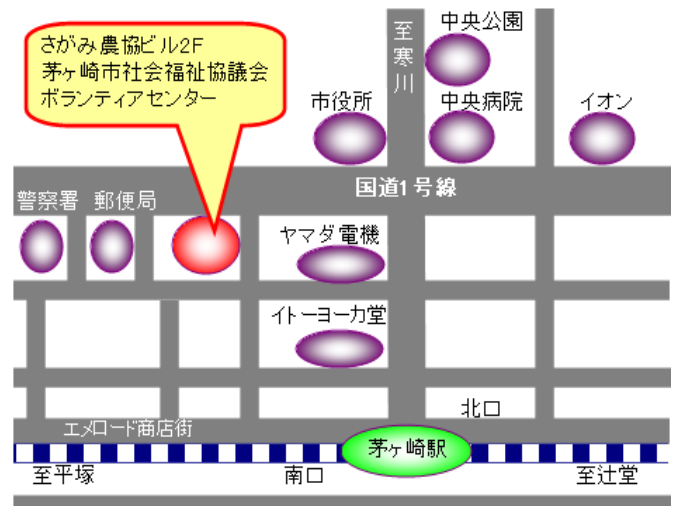 さがみ農協ビル2F
茅ヶ崎市社会福祉協議会
ボランティアセンター
至寒川
中央公園
市役所
中央病院
イオン
国道1号線
警察署
郵便局
ヤマダ電機
イトーヨーカ堂
北口
エメロード商店街
茅ヶ崎駅
至平塚
南口
至辻堂